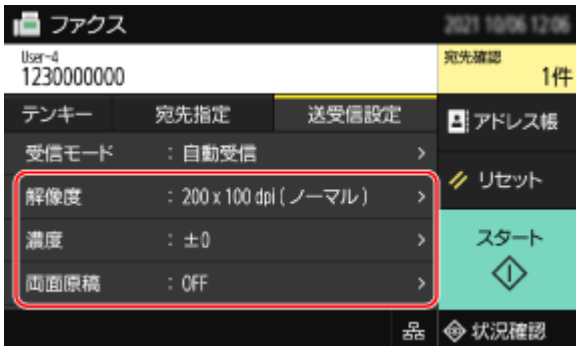 ファクス
2021 10/06 12:06
User-4
1230000000
宛先確認
1件
テンキー 宛先指定 送受信設定
アドレス帳
受信モード : 自動受信
解像度 : 200 x 100 dpi ( ノーマル )
リセット
濃度 : ±0
スタート
両面原稿 : OFF
状況確認